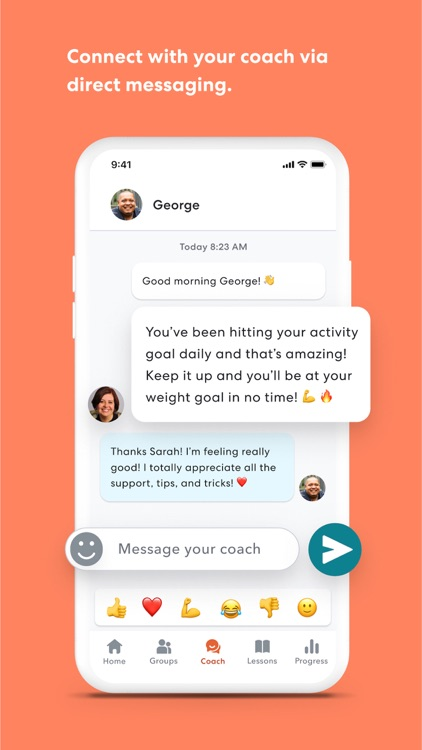 Connect with your coach via
direct messaging.
9:41
George
Today 8:23 AM
Good morning George! 👋
You’ve been hitting your activity
goal daily and that’s amazing!
Keep it up and you’ll be at your
weight goal in no time! 💪🔥
Thanks Sarah! I’m feeling really
good! I totally appreciate all the
support, tips, and tricks! ❤️
Message your coach
Home Groups Coach Lessons Progress